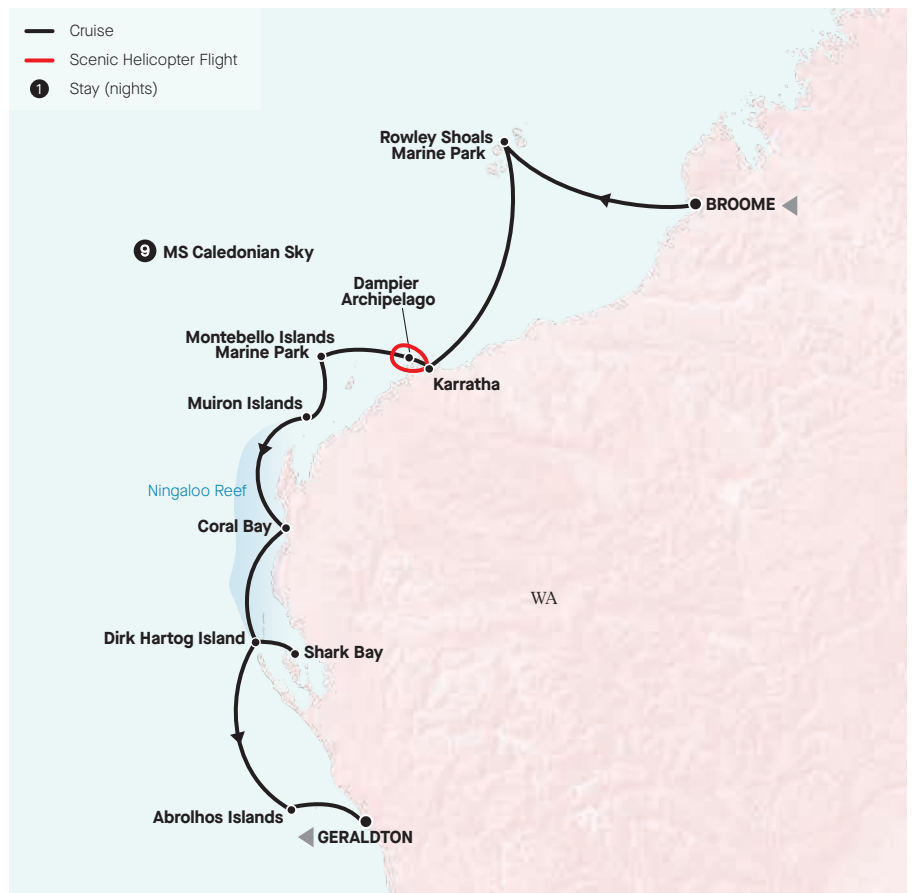 Cruise
Scenic Helicopter Flight
1 Stay (nights)
Rowley Shoals
Marine Park
BROOME
9 MS Caledonian Sky
Dampier
Archipelago
Montebello Islands
Marine Park
Karratha
Muiron Islands
Ningaloo Reef
Coral Bay
WA
Dirk Hartog Island
Shark Bay
Abrolhos Islands
GERALDTON